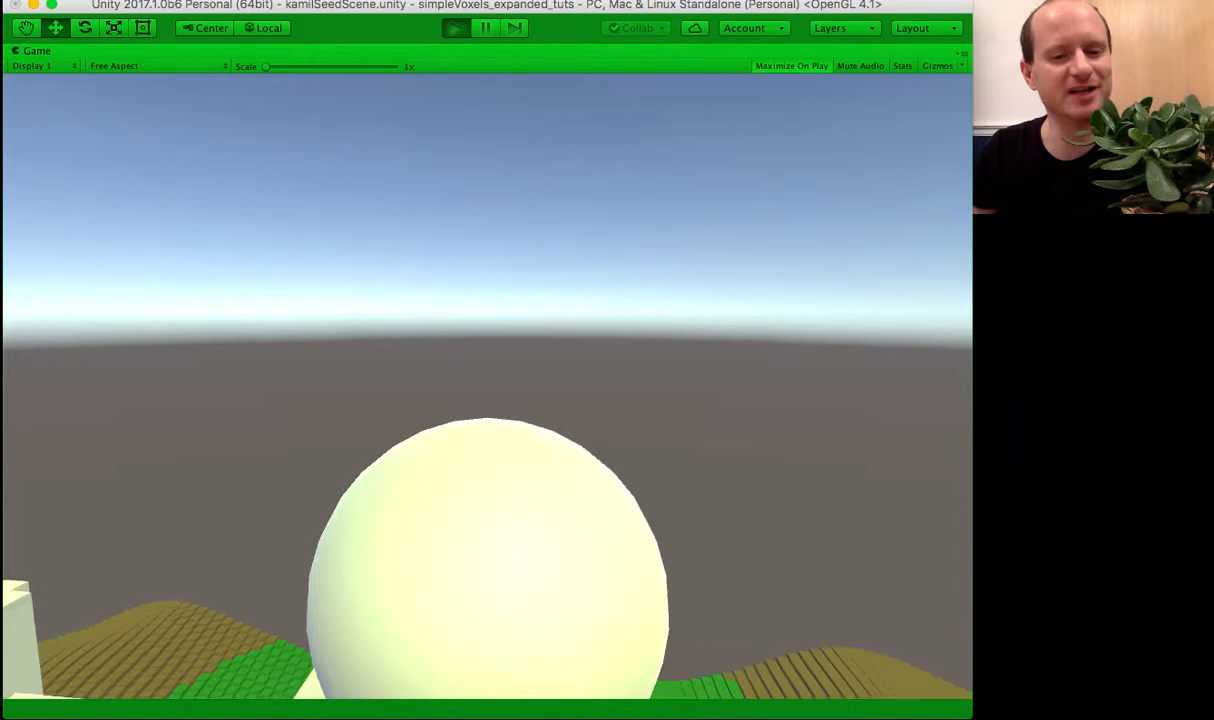 Unity 2017.1.0b6 Personal (64bit) - kamilSeedScene.unity - simpleVoxels_expanded_tuts - PC, Mac & Linux Standalone (Personal) <OpenGL 4.1>
Center Local Collab Account Layers Layout
Game
Display 1 Free Aspect Scale 1x Maximize On Play Mute Audio Stats Gizmos